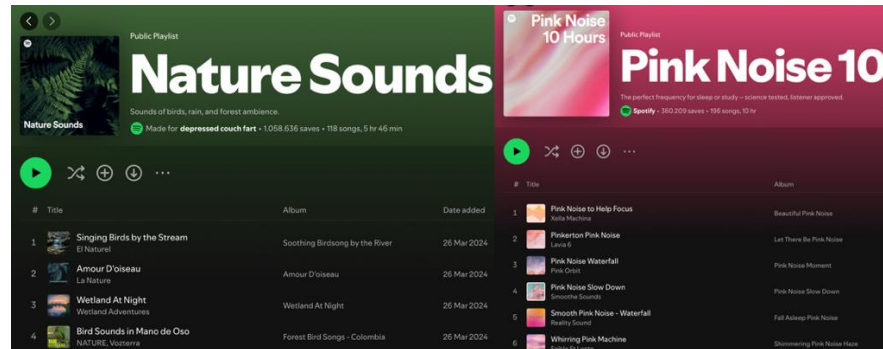 Nature Sounds
Public Playlist
Nature Sounds
Sounds of birds, rain, and forest ambience.
Made for depressed couch fart • 1.058.636 saves • 118 songs, 5 hr 46 min
# Title Album Date added
1 Singing Birds by the Stream Soothing Birdsong by the River 26 Mar 2024
El Naturel
2 Amour D'oiseau Amour D'oiseau 26 Mar 2024
La Nature
3 Wetland At Night Wetland At Night 26 Mar 2024
Wetland Adventures
4 Bird Sounds in Mano de Oso Forest Bird Songs - Colombia 26 Mar 2024
NATURE, Vozterra
Pink Noise
10 Hours
Public Playlist
Pink Noise 10
The perfect frequency for sleep or study – science tested, listener approved.
Spotify • 360.209 saves • 196 songs, 10 hr
# Title Album
1 Pink Noise to Help Focus Beautiful Pink Noise
Xella Machina
2 Pinkerton Pink Noise Let There Be Pink Noise
Lavia 6
3 Pink Noise Waterfall Pink Noise Moment
Pink Orbit
4 Pink Noise Slow Down Pink Noise Slow Down
Smoothe Sounds
5 Smooth Pink Noise - Waterfall Fall Asleep Pink Noise
Reality Sound
6 Whirring Pink Machine Shimmering Pink Noise Haze